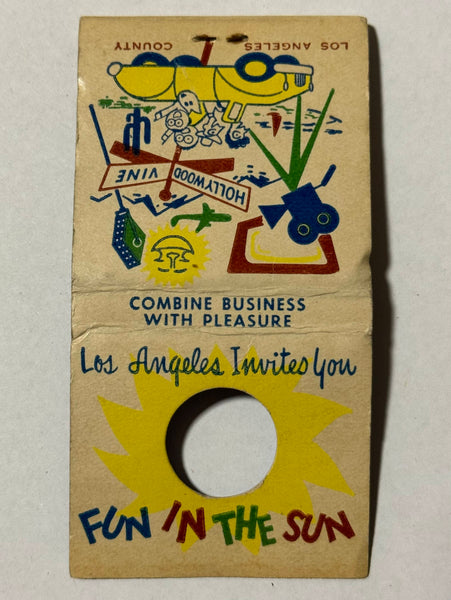 LOS ANGELES COUNTY
HOLLYWOOD
VINE
COMBINE BUSINESS
WITH PLEASURE
Los Angeles Invites You
FUN IN THE SUN